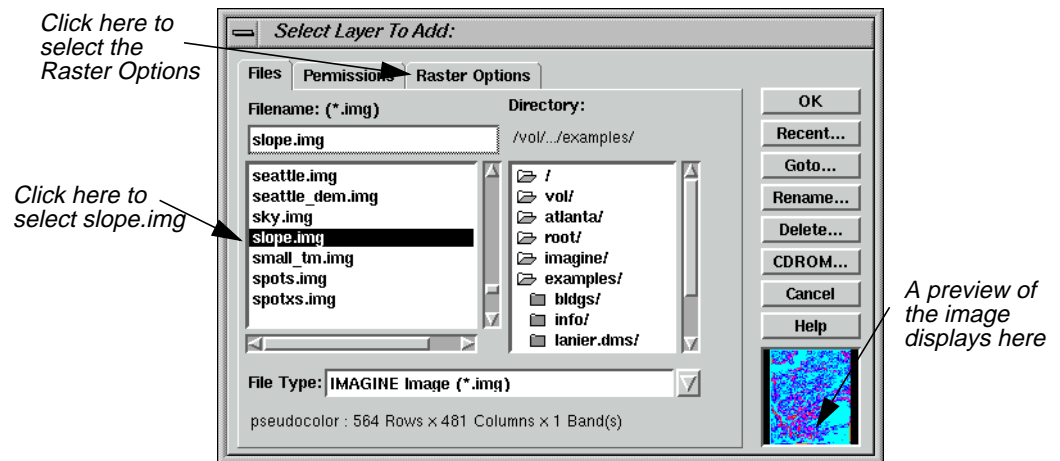 Click here to
select the
Raster Options
Select Layer To Add:
Files Permissions Raster Options
Filename: (*.img)
Directory:
slope.img
/vol/.../examples/
seattle.img
seattle_dem.img
sky.img
slope.img
small_tm.img
spots.img
spotxs.img
/
vol/
atlanta/
root/
imagine/
examples/
bldgs/
info/
lanier.dms/
File Type: IMAGINE Image (*.img)
pseudocolor : 564 Rows x 481 Columns x 1 Band(s)
OK
Recent...
Goto...
Rename...
Delete...
CDROM...
Cancel
Help
Click here to
select slope.img
A preview of
the image
displays here